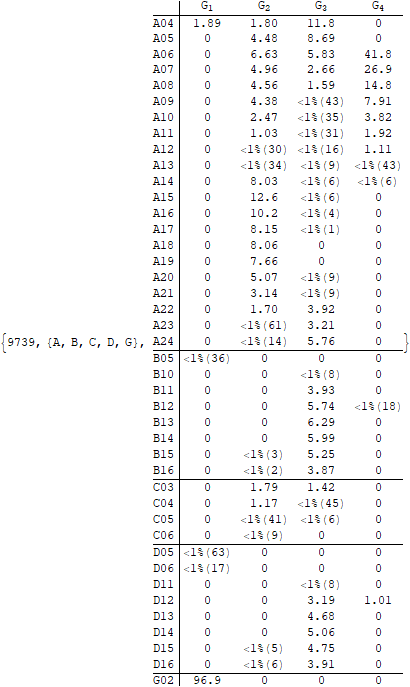 G1 G2 G3 G4
A04 1.89 1.80 11.8 0
A05 0 4.48 8.69 0
A06 0 6.63 5.83 41.8
A07 0 4.96 2.66 26.9
A08 0 4.56 1.59 14.8
A09 0 4.38 <1%(43) 7.91
A10 0 2.47 <1%(35) 3.82
A11 0 1.03 <1%(31) 1.92
A12 0 <1%(30) <1%(16) 1.11
A13 0 <1%(34) <1%(9) <1%(43)
A14 0 8.03 <1%(6) <1%(6)
A15 0 12.6 <1%(6) 0
A16 0 10.2 <1%(4) 0
A17 0 8.15 <1%(1) 0
A18 0 8.06 0 0
A19 0 7.66 0 0
A20 0 5.07 <1%(9) 0
A21 0 3.14 <1%(9) 0
A22 0 1.70 3.92 0
A23 0 <1%(61) 3.21 0
{9739, {A, B, C, D, G}, A24 0 <1%(14) 5.76 0 }
B05 <1%(36) 0 0 0
B10 0 0 <1%(8) 0
B11 0 0 3.93 0
B12 0 0 5.74 <1%(18)
B13 0 0 6.29 0
B14 0 0 5.99 0
B15 0 <1%(3) 5.25 0
B16 0 <1%(2) 3.87 0
C03 0 1.79 1.42 0
C04 0 1.17 <1%(45) 0
C05 0 <1%(41) <1%(6) 0
C06 0 <1%(9) 0 0
D05 <1%(63) 0 0 0
D06 <1%(17) 0 0 0
D11 0 0 <1%(8) 0
D12 0 0 3.19 1.01
D13 0 0 4.68 0
D14 0 0 5.06 0
D15 0 <1%(5) 4.75 0
D16 0 <1%(6) 3.91 0
G02 96.9 0 0 0